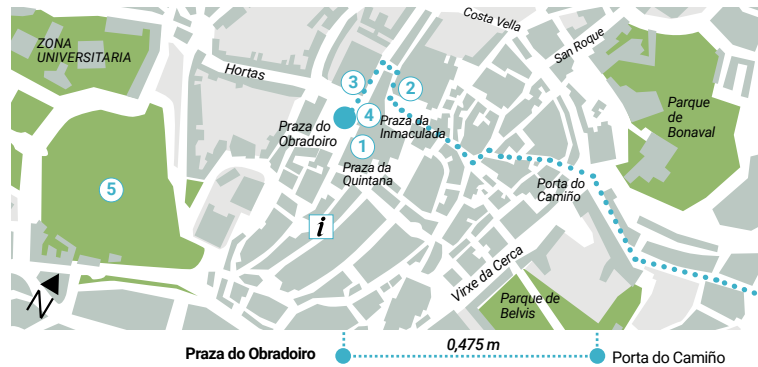 Costa Vella
ZONA
UNIVERSITARIA
San Roque
Hortas
3
2
4
Parque
de
Bonaval
Praza do
Obradoiro
Praza da
Inmaculada
1
Praza da
Quintana
5
Porta do
Camiño
i
Virxe da Cerca
N
Parque de
Belvis
Praza do Obradoiro
0,475 m
Porta do Camiño